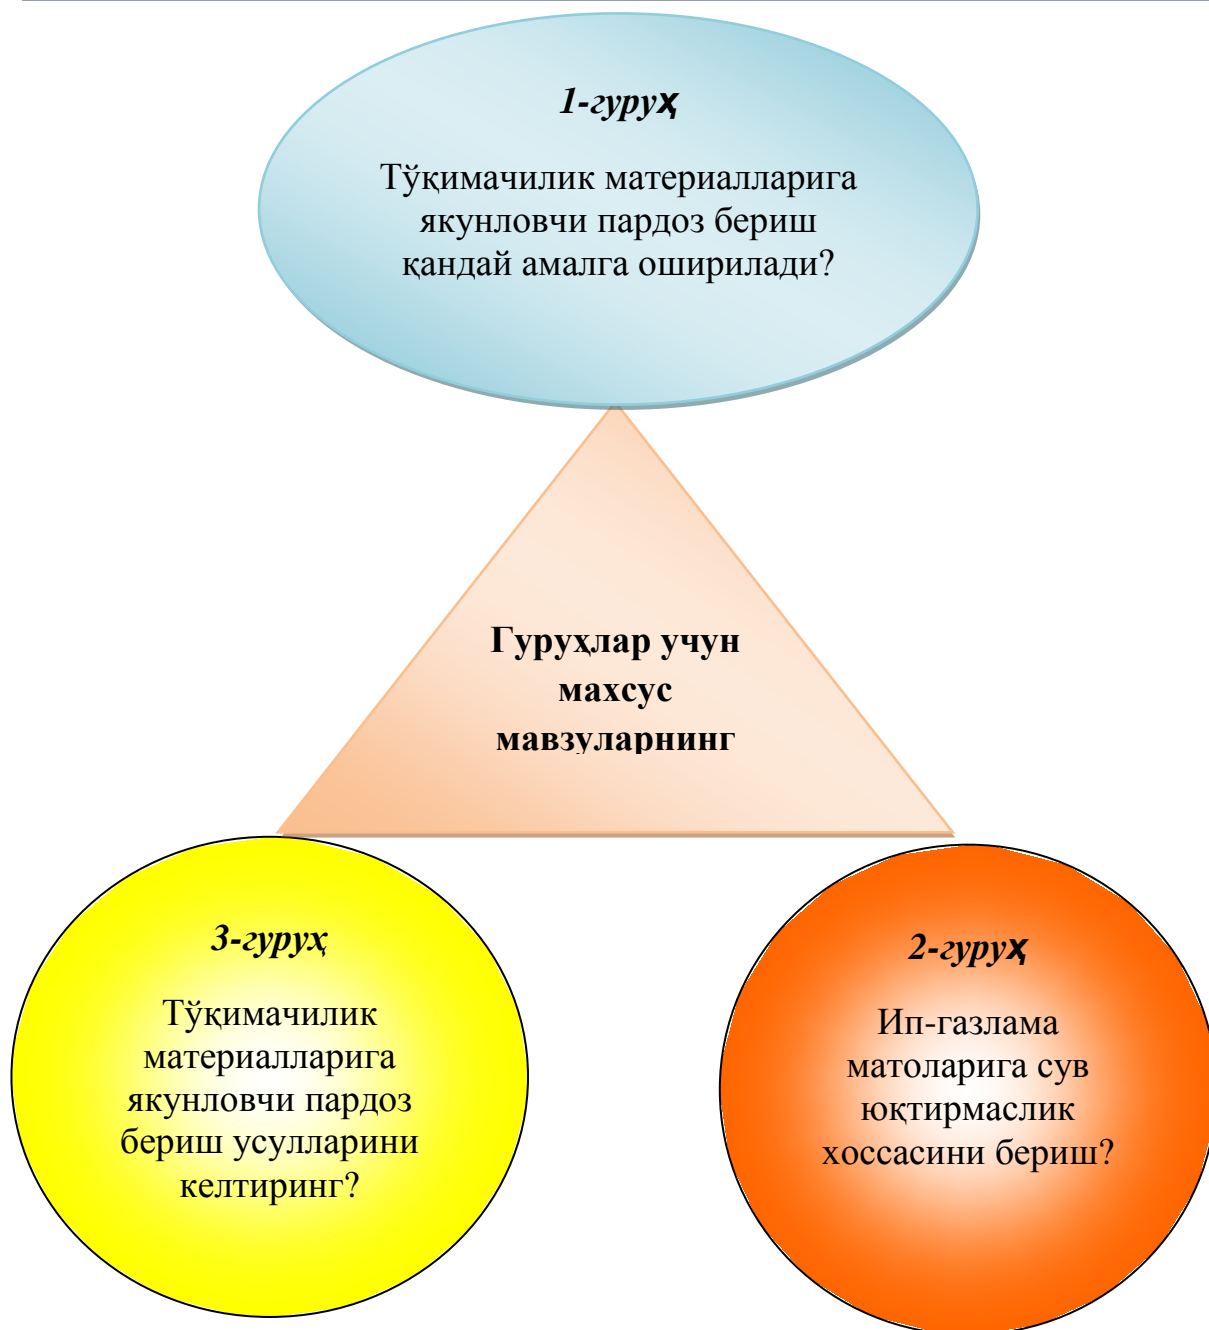 1-гуруҳ
Тўқимачилик материалларига
якунловчи пардоз бериш
қандай амалга оширилади?
Гуруҳлар учун
махсус
мавзуларнинг
3-гуруҳ
Тўқимачилик
материалларига
якунловчи пардоз
бериш усулларини
келтиринг?
2-гуруҳ
Ип-газлама
матоларига сув
юқтирмаслик
хоссасини бериш?